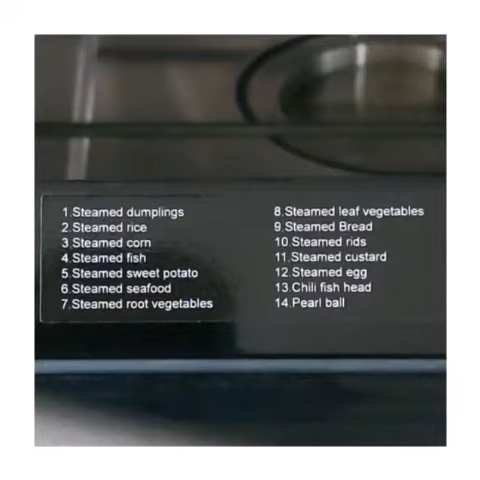 1.Steamed dumplings
2.Steamed rice
3.Steamed corn
4.Steamed fish
5.Steamed sweet potato
6.Steamed seafood
7.Steamed root vegetables
8.Steamed leaf vegetables
9.Steamed Bread
10.Steamed rids
11.Steamed custard
12.Steamed egg
13.Chili fish head
14.Pearl ball